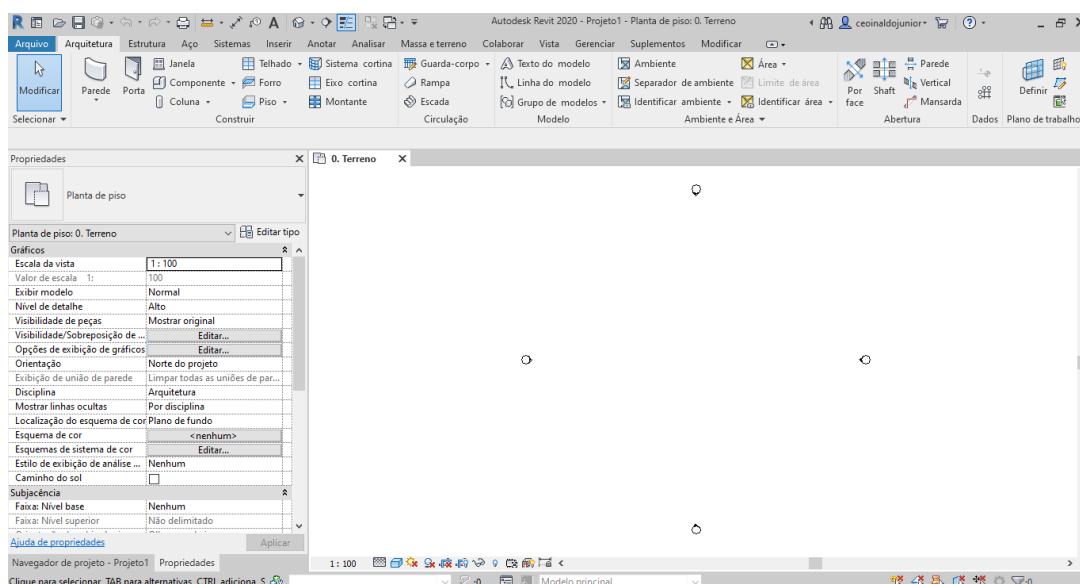 Autodesk Revit 2020 - Projeto1 - Planta de piso: 0. Terreno
ceoinaldojunior
Arquivo Arquitetura Estrutura Aço Sistemas Inserir Anotar Analisar Massa e terreno Colaborar Vista Gerenciar Suplementos Modificar
Modificar
Parede
Porta
Janela
Componente
Coluna
Telhado
Forro
Piso
Sistema cortina
Eixo cortina
Montante
Guarda-corpo
Rampa
Escada
Texto do modelo
Linha do modelo
Grupo de modelos
Ambiente
Separador de ambiente
Identificar ambiente
Área
Limite de área
Identificar área
Por face
Shaft
Parede
Vertical
Mansarda
Definir
Selecionar Construir Circulação Modelo Ambiente e Área Abertura Dados Plano de trabalho
Propriedades
0. Terreno
Planta de piso
Planta de piso: 0. Terreno Editar tipo
Gráficos
Escala da vista 1 : 100
Valor de escala 1: 100
Exibir modelo Normal
Nível de detalhe Alto
Visibilidade de peças Mostrar original
Visibilidade/Sobreposição de ... Editar...
Opções de exibição de gráficos Editar...
Orientação Norte do projeto
Exibição de união de parede Limpar todas as uniões de par...
Disciplina Arquitetura
Mostrar linhas ocultas Por disciplina
Localização do esquema de cor Plano de fundo
Esquema de cor <nenhum>
Esquemas de sistema de cor Editar...
Estilo de exibição de análise ... Nenhum
Caminho do sol
Subjacência
Faixa: Nível base Nenhum
Faixa: Nível superior Não delimitado
Ajuda de propriedades Aplicar
Navegador de projeto - Projeto1 Propriedades
1 : 100
Clique para selecionar, TAB para alternativas, CTRL adiciona, S
:0
Modelo principal
:0